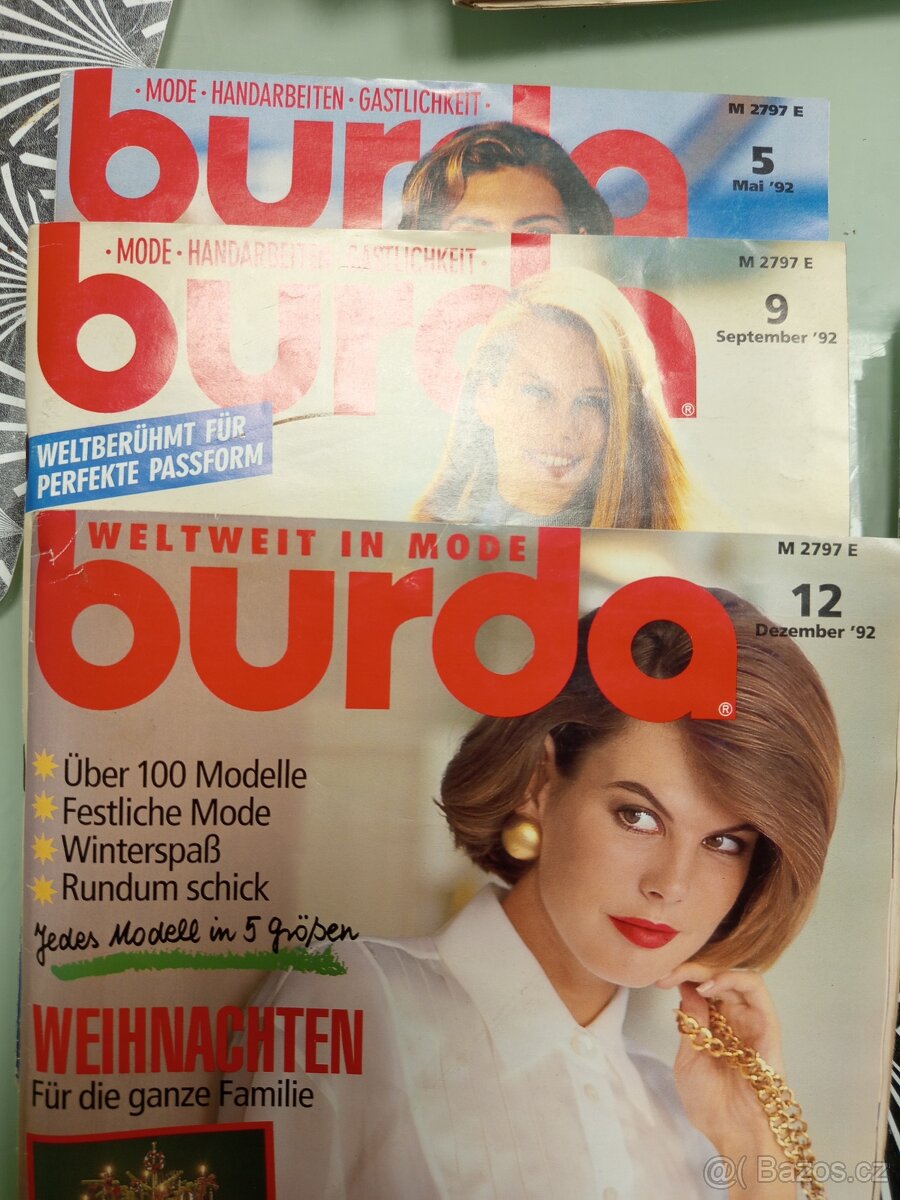 · MODE · HANDARBEITEN · GASTLICHKEIT ·
burda
M 2797 E
5
Mai '92
· MODE · HANDARBEITEN · GASTLICHKEIT ·
burda®
M 2797 E
9
September '92
WELTBERÜHMT FÜR
PERFEKTE PASSFORM
WELTWEIT IN MODE
burda®
M 2797 E
12
Dezember '92
Über 100 Modelle
Festliche Mode
Winterspaß
Rundum schick
Jedes Modell in 5 Größen
WEIHNACHTEN
Für die ganze Familie
@( Bazos.cz